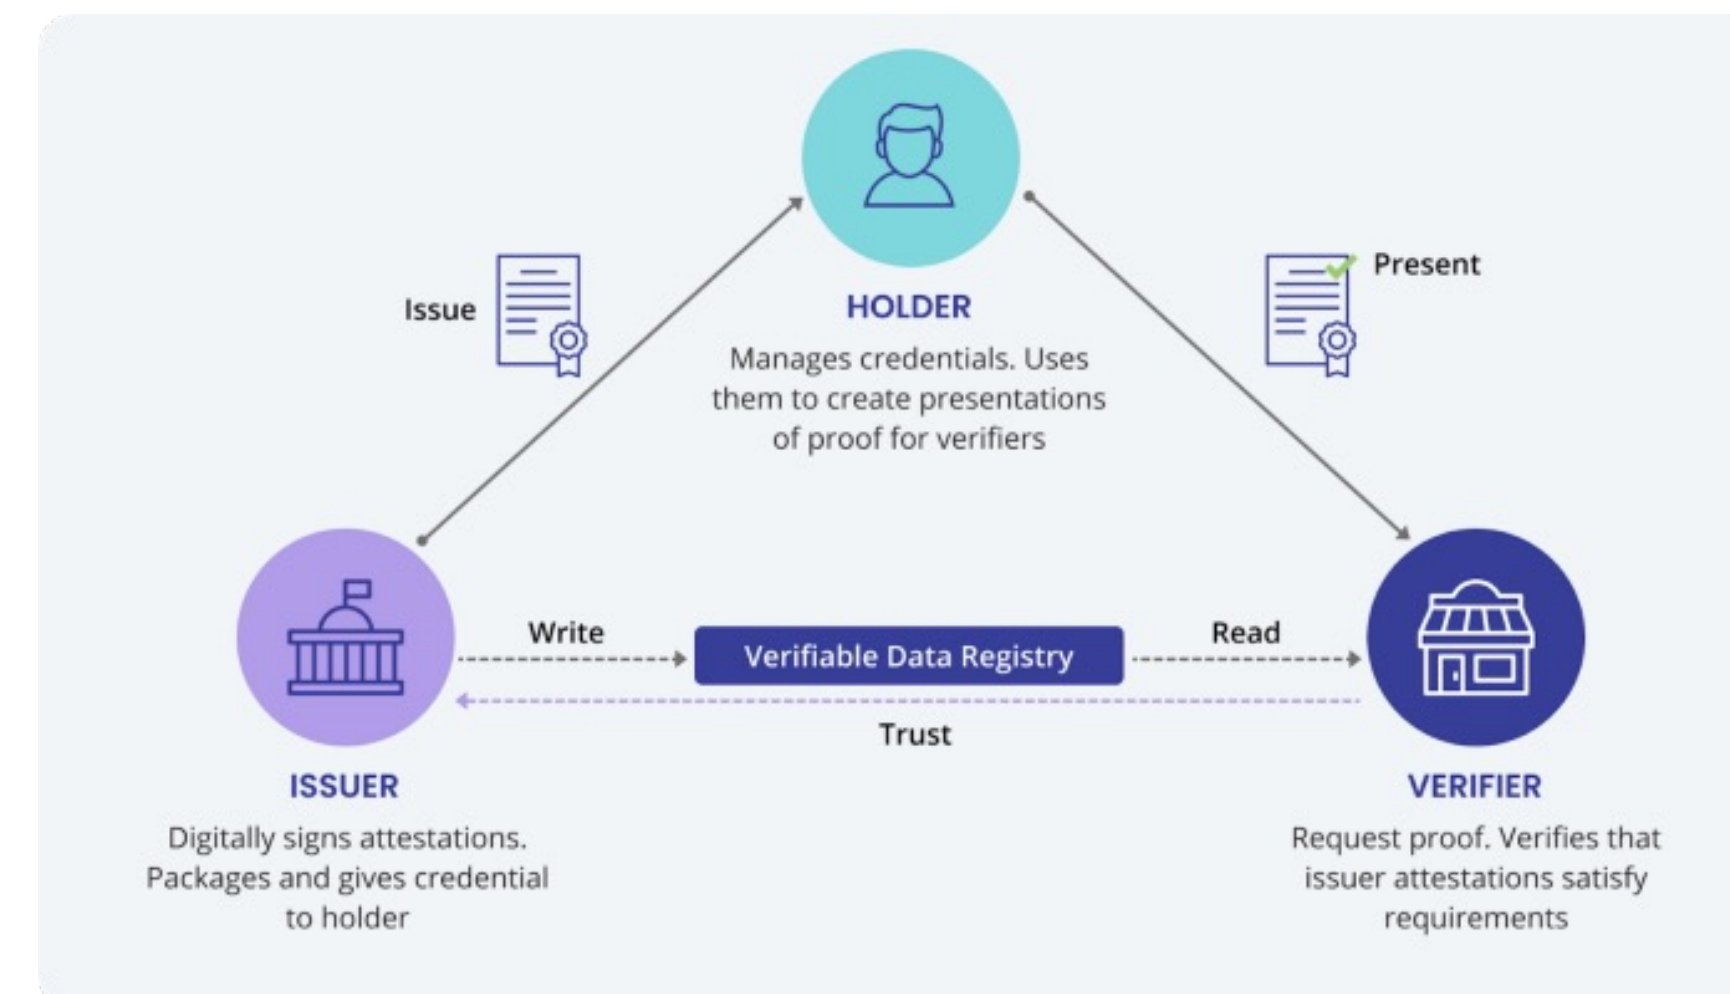 Issue
Present
HOLDER
Manages credentials. Uses
them to create presentations
of proof for verifiers
Write
Verifiable Data Registry
Read
Trust
ISSUER
Digitally signs attestations.
Packages and gives credential
to holder
VERIFIER
Request proof. Verifies that
issuer attestations satisfy
requirements